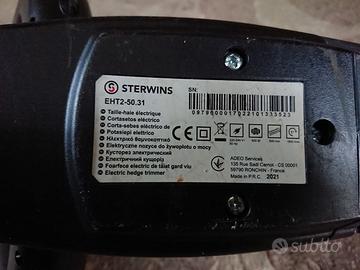 STERWINS
SN:
EHT2-50.31
Taille-haie électrique
Cortasetos eléctrico
Corta-sebes eléctrico de
Potasiepi elettrico
Ηλεκτρικό θαμνοκοπτικό
Elektryczne nożyce do żywopłotu o mocy
Кусторез электрический
Електричний кущоріз
Foarfece electric de tăiat gard viu
Electric hedge trimmer
ADEO Services
135 Rue Sadi Carnot - CS 00001
59790 RONCHIN - France
Made in P.R.C. 2021
subito